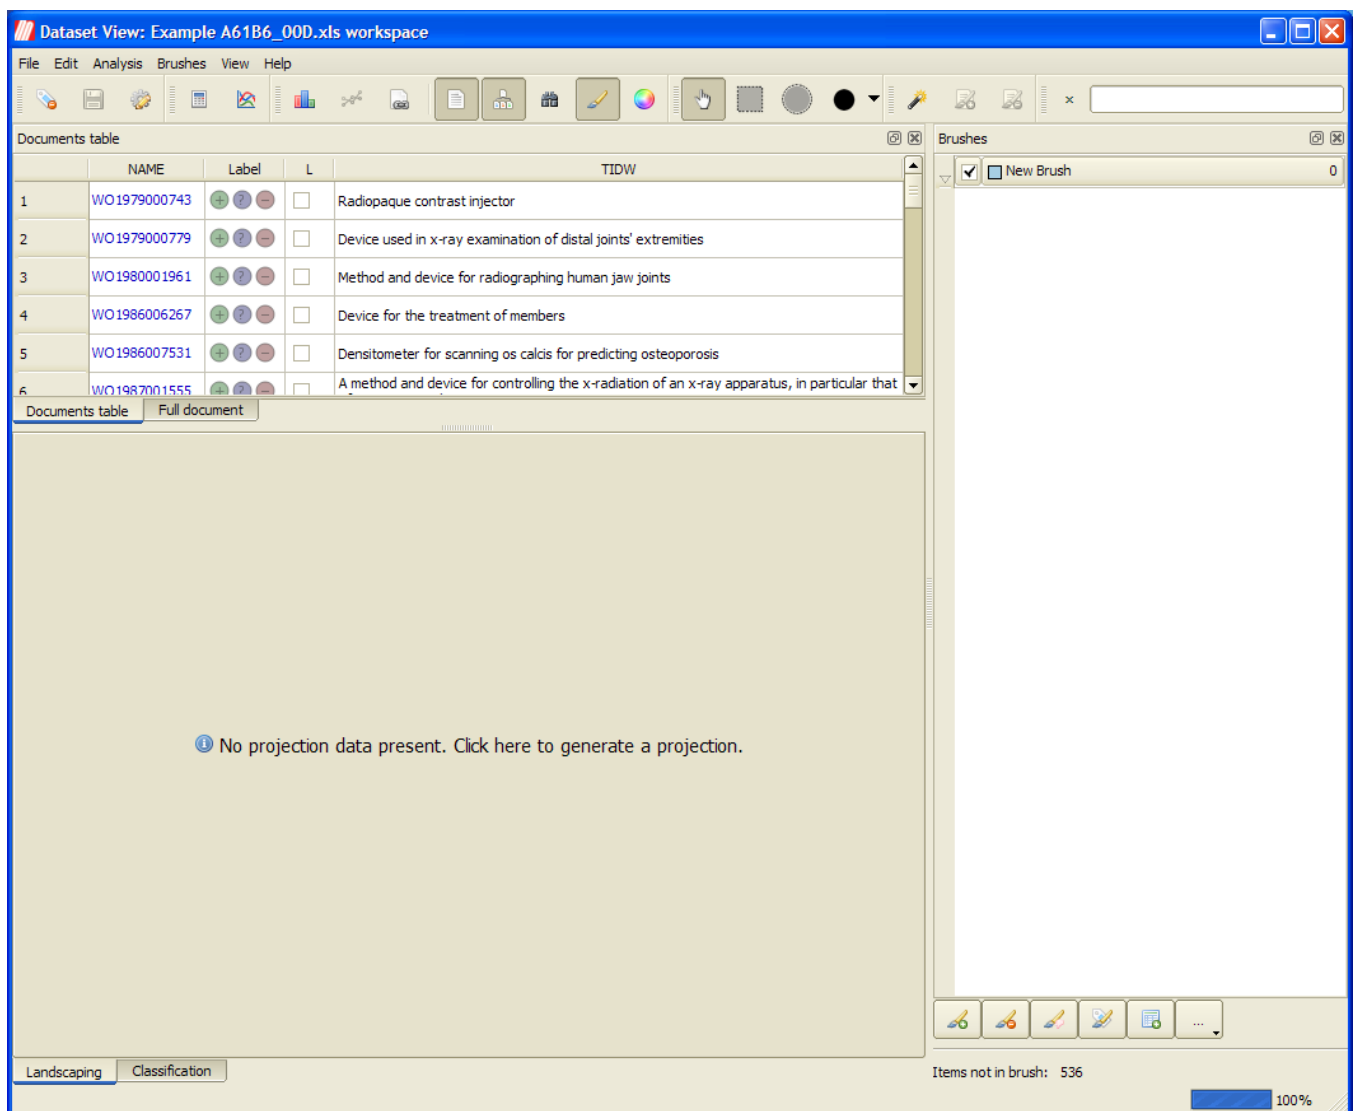 Dataset View: Example A61B6_00D.xls workspace
File Edit Analysis Brushes View Help
Documents table
NAME Label L TIDW
1 WO1979000743 Radiopaque contrast injector
2 WO1979000779 Device used in x-ray examination of distal joints' extremities
3 WO1980001961 Method and device for radiographing human jaw joints
4 WO1986006267 Device for the treatment of members
5 WO1986007531 Densitometer for scanning os calcis for predicting osteoporosis
6 WO1987001555 A method and device for controlling the x-radiation of an x-ray apparatus, in particular that
Documents table Full document
No projection data present. Click here to generate a projection.
Landscaping Classification
Brushes
New Brush 0
...
Items not in brush: 536
100%